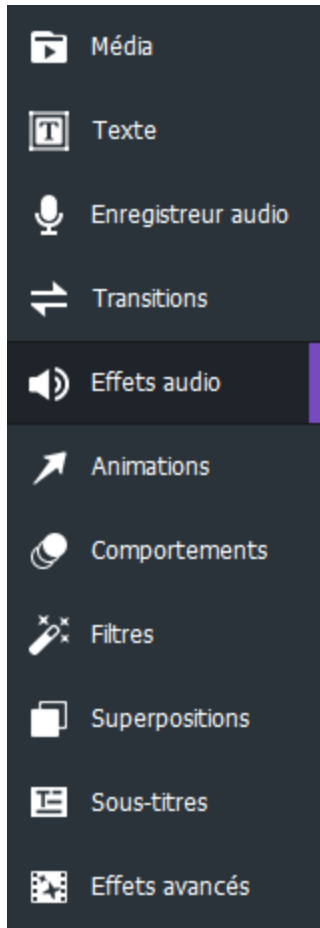 Média
Texte
Enregistreur audio
Transitions
Effets audio
Animations
Comportements
Filtres
Superpositions
Sous-titres
Effets avancés